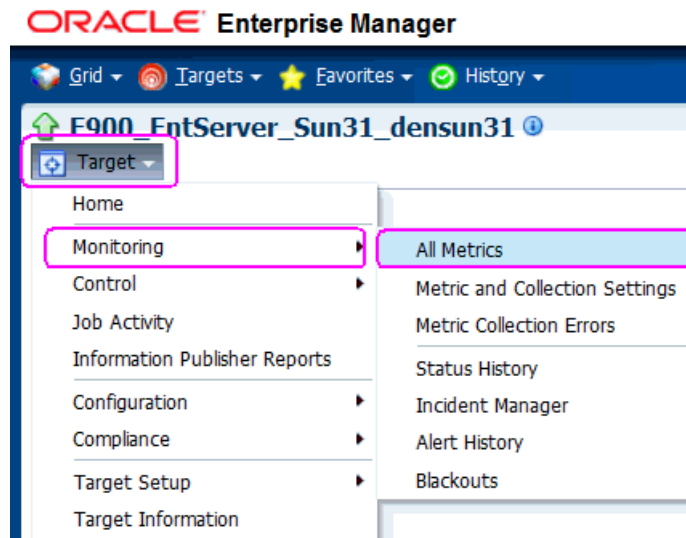 ORACLE Enterprise Manager
Grid Targets Favorites History
E900_EntServer_Sun31_densun31
Target
Home
Monitoring
Control
Job Activity
Information Publisher Reports
Configuration
Compliance
Target Setup
Target Information
All Metrics
Metric and Collection Settings
Metric Collection Errors
Status History
Incident Manager
Alert History
Blackouts